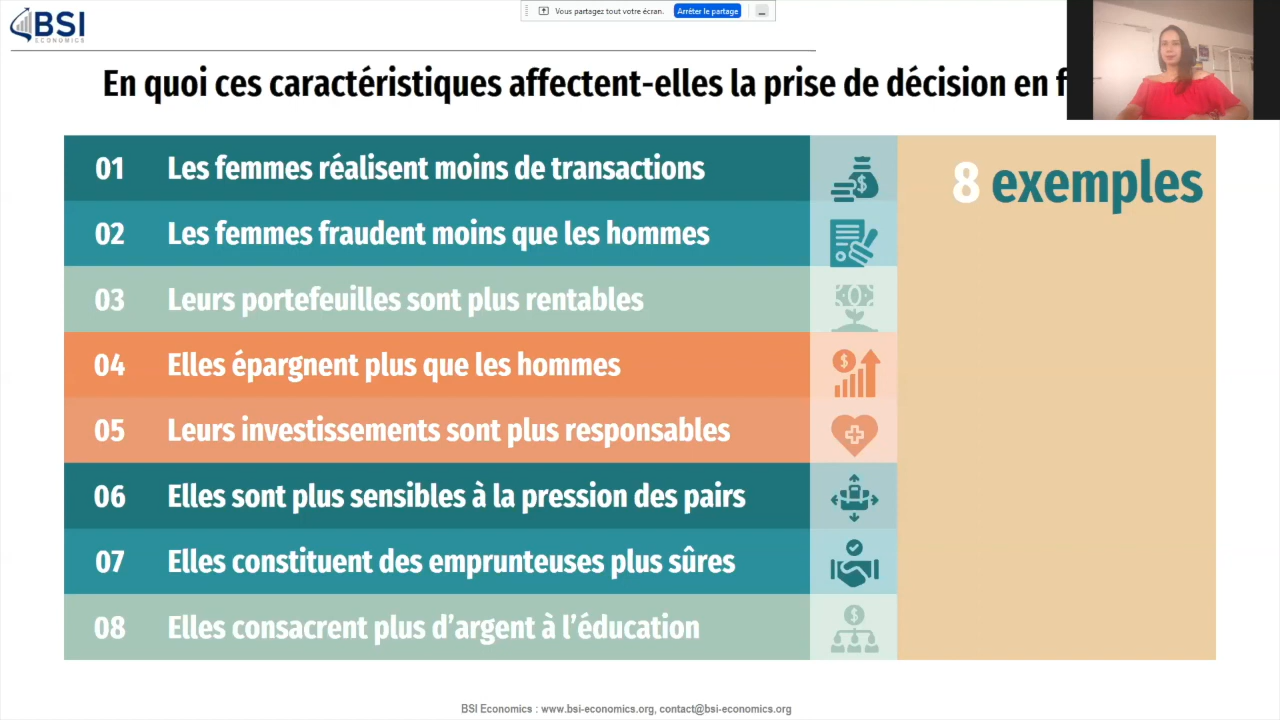 BSI
ECONOMICS
Vous partagez tout votre écran.
Arrêter le partage
En quoi ces caractéristiques affectent-elles la prise de décision en
8 exemples
01 Les femmes réalisent moins de transactions
02 Les femmes fraudent moins que les hommes
03 Leurs portefeuilles sont plus rentables
04 Elles épargnent plus que les hommes
05 Leurs investissements sont plus responsables
06 Elles sont plus sensibles à la pression des pairs
07 Elles constituent des emprunteuses plus sûres
08 Elles consacrent plus d'argent à l'éducation
BSI Economics : www.bsi-economics.org, contact@bsi-economics.org